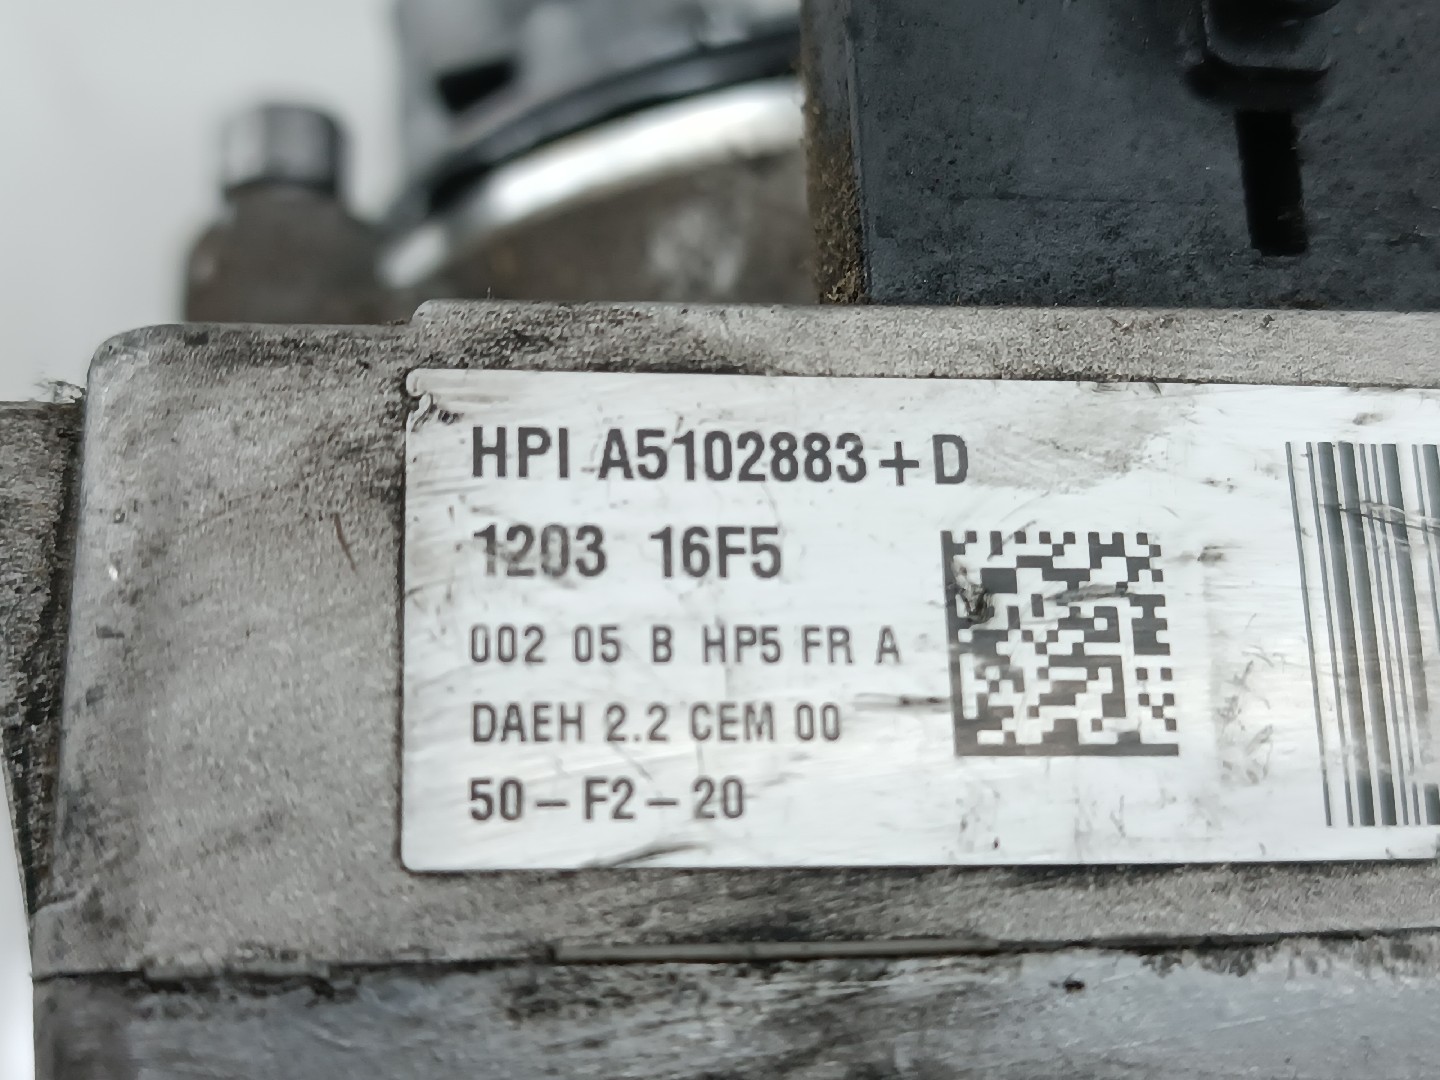 HPI A5102883+D
1203 16F5
002 05 B HP5 FR A
DAEH 2.2 CEM 00
50-F2-20